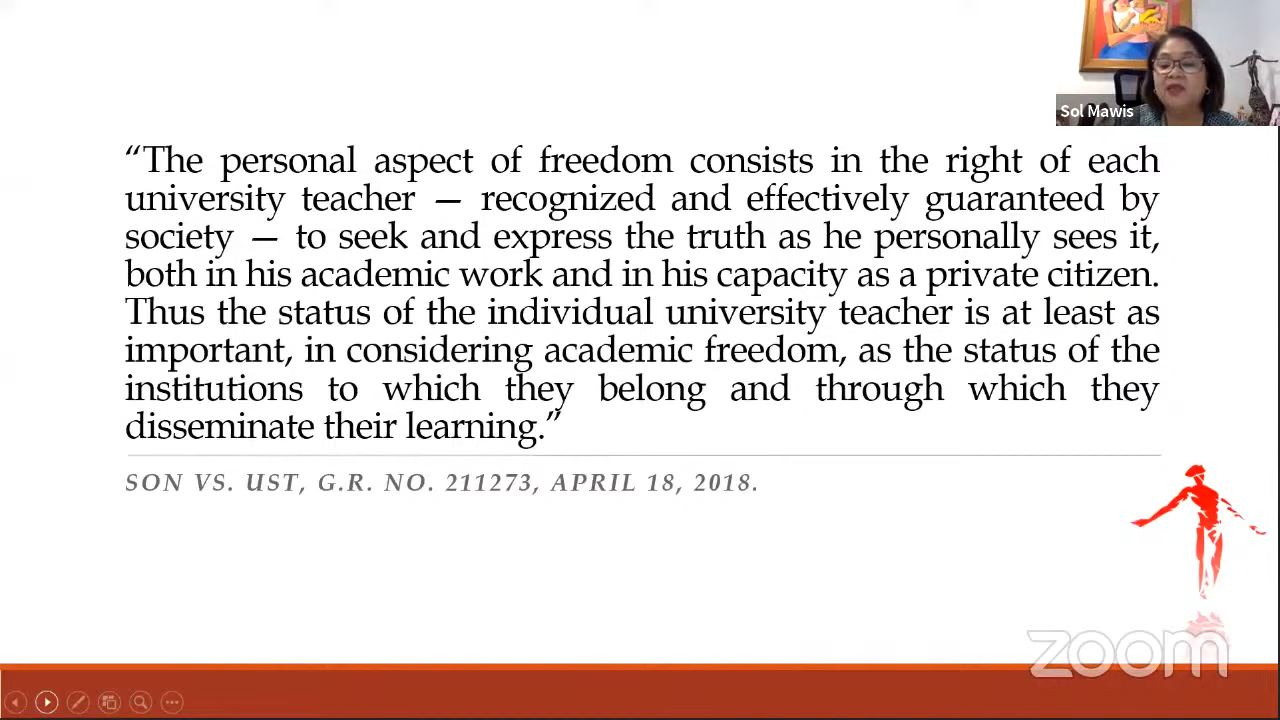 Sol Mawis
“The personal aspect of freedom consists in the right of each
university teacher — recognized and effectively guaranteed by
society — to seek and express the truth as he personally sees it,
both in his academic work and in his capacity as a private citizen.
Thus the status of the individual university teacher is at least as
important, in considering academic freedom, as the status of the
institutions to which they belong and through which they
disseminate their learning.”
SON VS. UST, G.R. NO. 211273, APRIL 18, 2018.
zoom